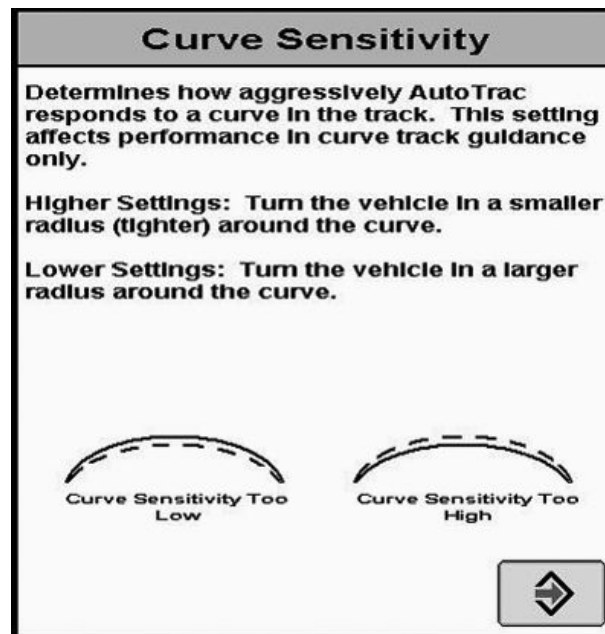 Curve Sensitivity
Determines how aggressively AutoTrac
responds to a curve in the track. This setting
affects performance in curve track guidance
only.
Higher Settings: Turn the vehicle in a smaller
radius (tighter) around the curve.
Lower Settings: Turn the vehicle in a larger
radius around the curve.
Curve Sensitivity Too
Low
Curve Sensitivity Too
High